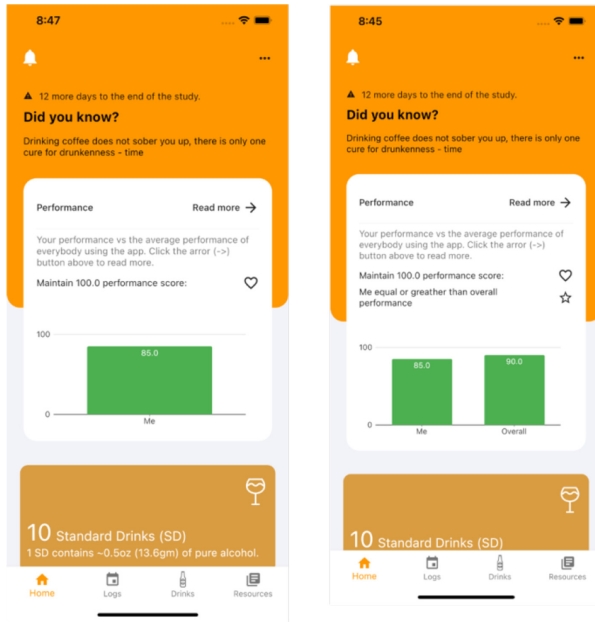 8:47
12 more days to the end of the study.
Did you know?
Drinking coffee does not sober you up, there is only one
cure for drunkenness - time
Performance Read more →
Your performance vs the average performance of
everybody using the app. Click the arror (->)
button above to read more.
Maintain 100.0 performance score:
100
85.0
0
Me
10 Standard Drinks (SD)
1 SD contains ~0.5oz (13.6gm) of pure alcohol.
Home Logs Drinks Resources
8:45
12 more days to the end of the study.
Did you know?
Drinking coffee does not sober you up, there is only one
cure for drunkenness - time
Performance Read more →
Your performance vs the average performance of
everybody using the app. Click the arror (->)
button above to read more.
Maintain 100.0 performance score:
Me equal or greather than overall
performance
100
85.0 90.0
0
Me Overall
10 Standard Drinks (SD)
Home Logs Drinks Resources